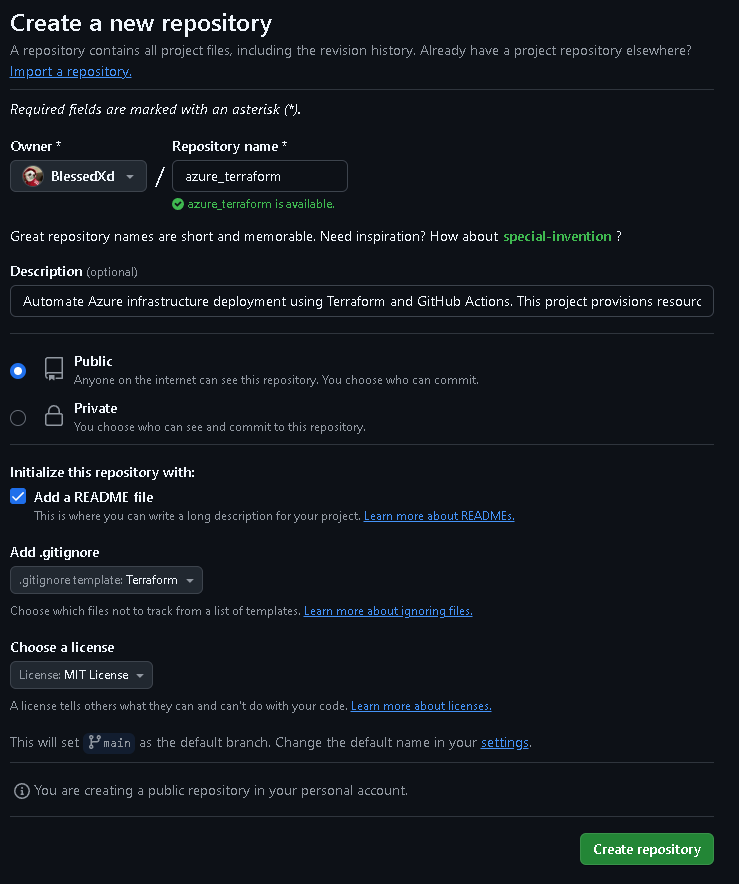 Create a new repository
A repository contains all project files, including the revision history. Already have a project repository elsewhere?
Import a repository.
Required fields are marked with an asterisk (*).
Owner *
Repository name *
BlessedXd
/
azure_terraform
azure_terraform is available.
Great repository names are short and memorable. Need inspiration? How about special-invention ?
Description (optional)
Automate Azure infrastructure deployment using Terraform and GitHub Actions. This project provisions resourc
Public
Anyone on the internet can see this repository. You choose who can commit.
Private
You choose who can see and commit to this repository.
Initialize this repository with:
Add a README file
This is where you can write a long description for your project. Learn more about READMEs.
Add .gitignore
.gitignore template: Terraform
Choose which files not to track from a list of templates. Learn more about ignoring files.
Choose a license
License: MIT License
A license tells others what they can and can't do with your code. Learn more about licenses.
This will set main as the default branch. Change the default name in your settings.
You are creating a public repository in your personal account.
Create repository